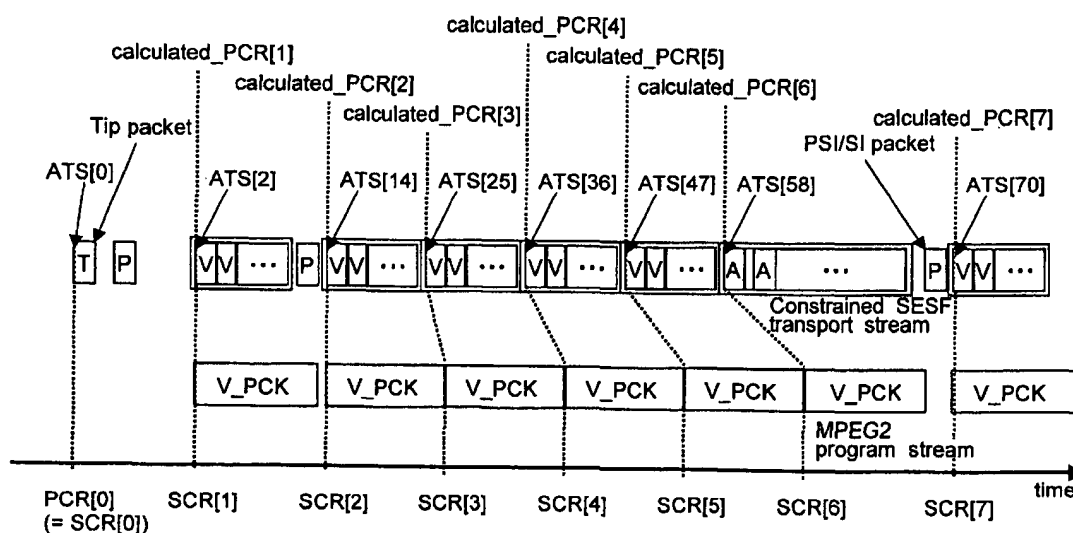 calculated_PCR[4]
calculated_PCR[1]
calculated_PCR[5]
calculated_PCR[2]
calculated_PCR[6]
calculated_PCR[3]
calculated_PCR[7]
Tip packet
PSI/SI packet
ATS[0]
ATS[2]
ATS[14]
ATS[25]
ATS[36]
ATS[47]
ATS[58]
ATS[70]
T P V V ... P V V ... V V ... V V ... V V ... A A ... P V V ...
Constrained SESF
transport stream
V_PCK V_PCK V_PCK V_PCK V_PCK V_PCK V_PCK
MPEG2
program stream
time
PCR[0] SCR[1] SCR[2] SCR[3] SCR[4] SCR[5] SCR[6] SCR[7]
(= SCR[0])